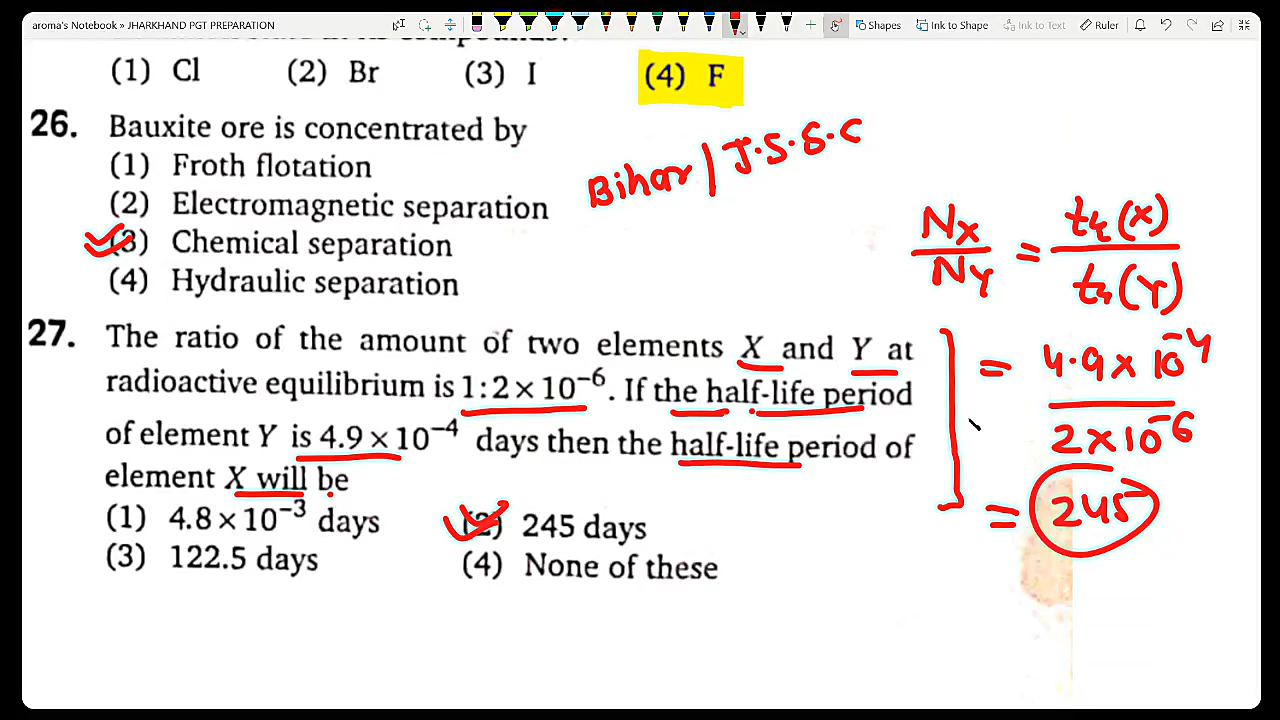 aroma's Notebook » JHARKHAND PGT PREPARATION
Shapes Ink to Shape Ink to Text Ruler
(1) Cl (2) Br (3) I (4) F
26. Bauxite ore is concentrated by
(1) Froth flotation
(2) Electromagnetic separation
(3) Chemical separation
(4) Hydraulic separation
Bihar / J.S.S.C
27. The ratio of the amount of two elements X and Y at
radioactive equilibrium is 1:2×10⁻⁶. If the half-life period
of element Y is 4.9×10⁻⁴ days then the half-life period of
element X will be
(1) 4.8×10⁻³ days (2) 245 days
(3) 122.5 days (4) None of these
Nx/Ny = t½(X)/t½(Y)
= 4.9×10⁻⁴/2×10⁻⁶
= 245